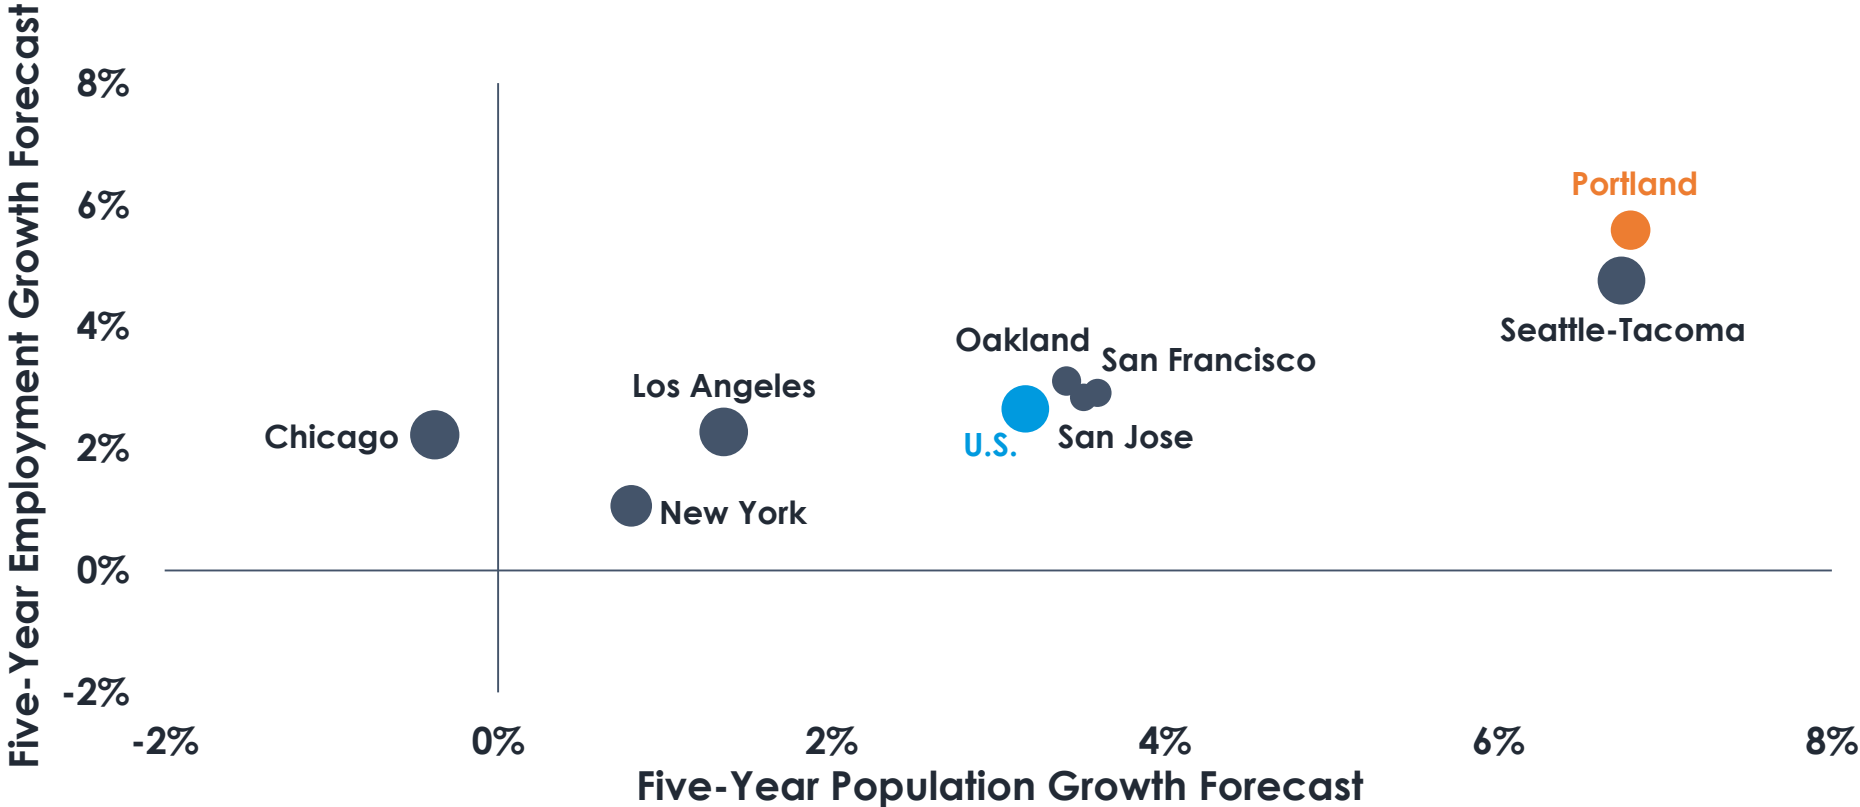 Five-Year Employment Growth Forecast
8%
6%
4%
2%
0%
-2%
Portland
Seattle-Tacoma
Oakland
San Francisco
Los Angeles
Chicago
U.S.
San Jose
New York
-2%
0%
2%
4%
6%
8%
Five-Year Population Growth Forecast